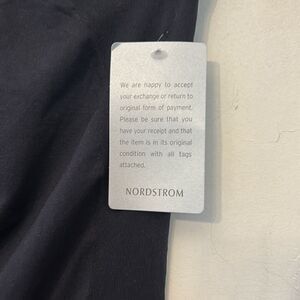 We are happy to accept
your exchange or return to
original form of payment.
Please be sure that you
have your receipt and that
the item is in its original
condition with all tags
attached.
NORDSTROM